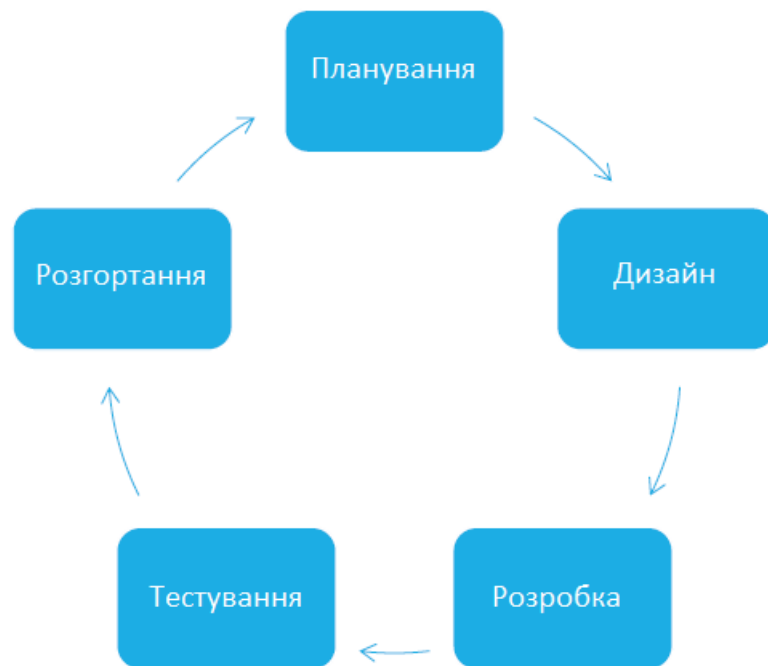 Планування
Дизайн
Розробка
Тестування
Розгортання